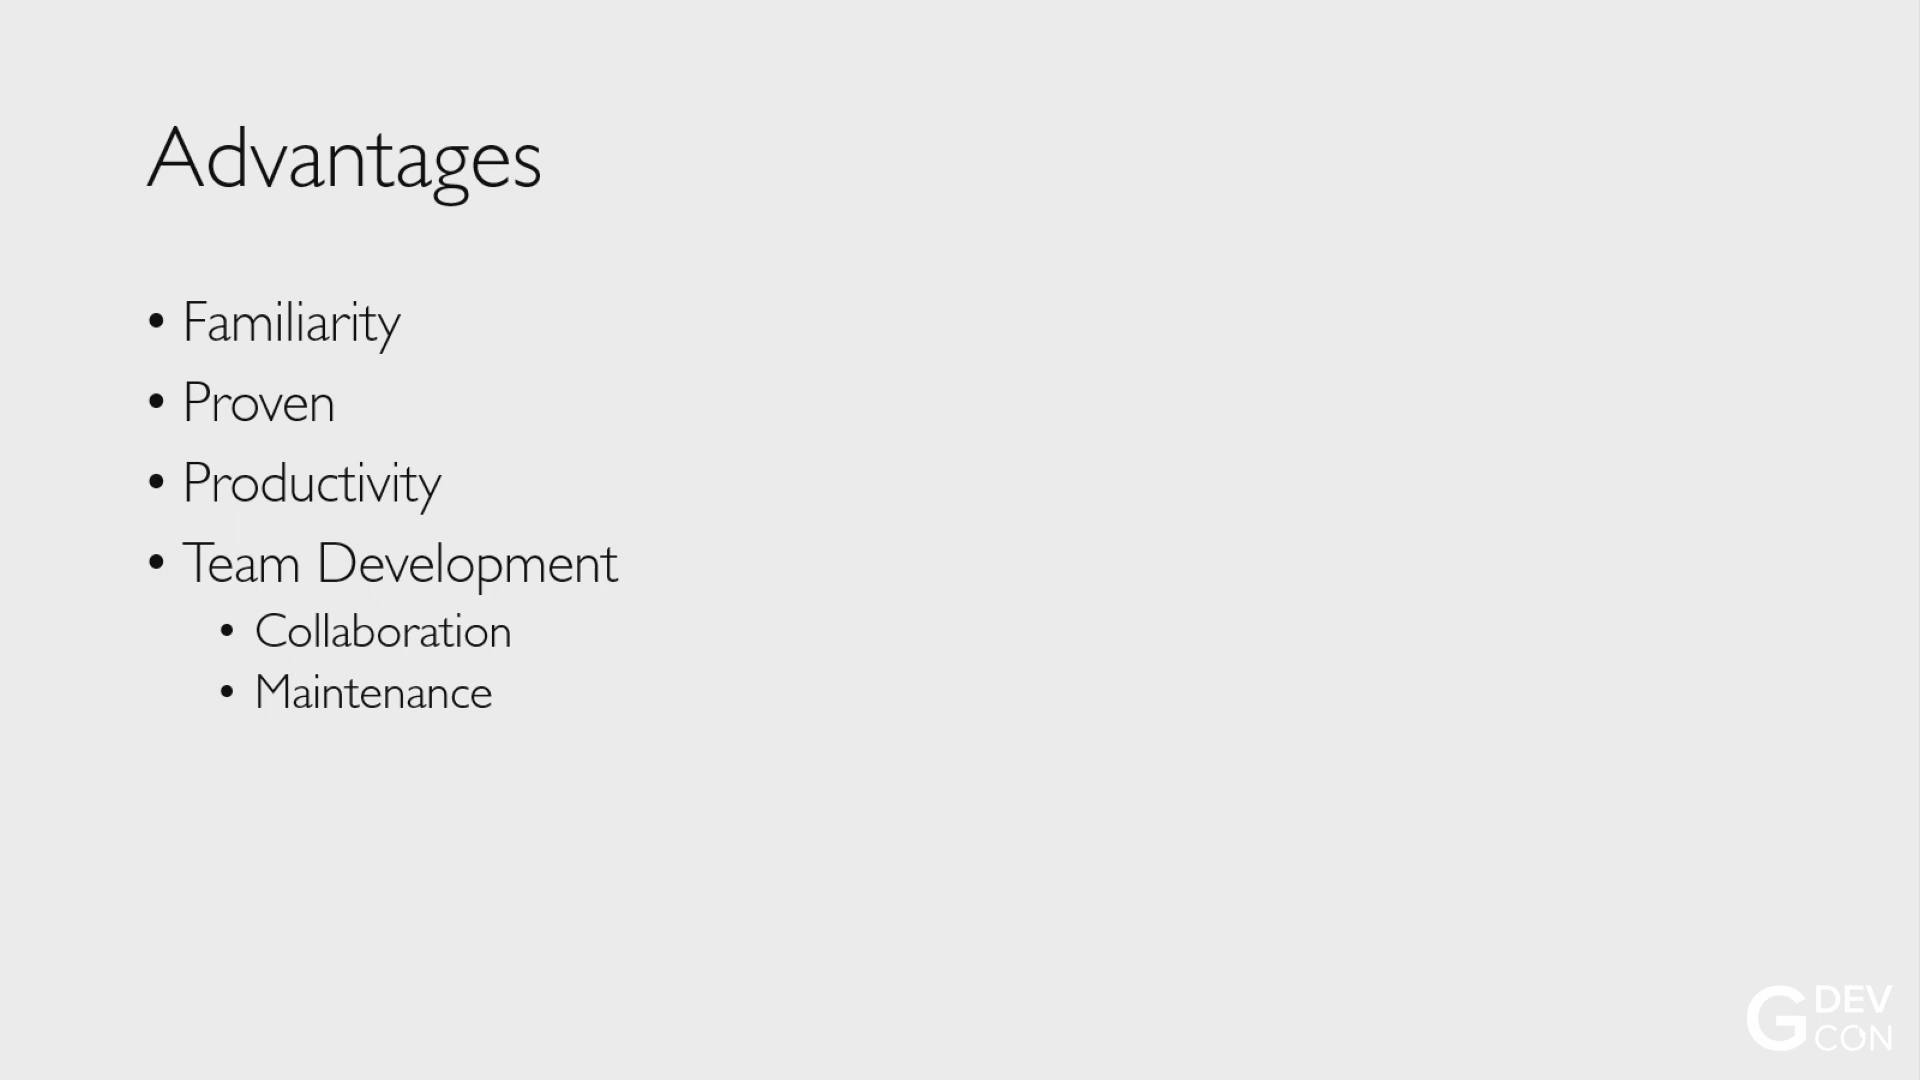 Advantages
• Familiarity
• Proven
• Productivity
• Team Development
• Collaboration
• Maintenance
G DEV
CON